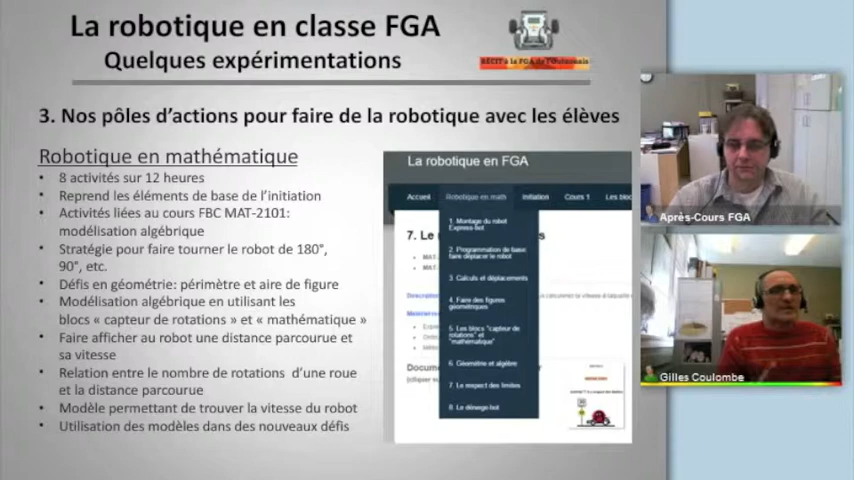 La robotique en classe FGA
Quelques expérimentations
RÉCIT à la FGA de l'Outaouais
3. Nos pôles d'actions pour faire de la robotique avec les élèves
Robotique en mathématique
• 8 activités sur 12 heures
• Reprend les éléments de base de l'initiation
• Activités liées au cours FBC MAT-2101:
modélisation algébrique
• Stratégie pour faire tourner le robot de 180°,
90°, etc.
• Défis en géométrie: périmètre et aire de figure
• Modélisation algébrique en utilisant les
blocs « capteur de rotations » et « mathématique »
• Faire afficher au robot une distance parcourue et
sa vitesse
• Relation entre le nombre de rotations d'une roue
et la distance parcourue
• Modèle permettant de trouver la vitesse du robot
• Utilisation des modèles dans des nouveaux défis
La robotique en FGA
Accueil Robotique en math Initiation Cours 1 Les bloc
1. Montage du robot
Express-bot
7. Le
s
2. Programmation de base:
faire déplacer le robot
• MAT
• MAT
3. Calculs et déplacements
4. Faire des figures
géométriques
5. Les blocs "capteur de
rotations" et
"mathématique"
6. Géométrie et algèbre
7. Le respect des limites
8. Le déneige-bot
Docum
(cliquer
Après-Cours FGA
Gilles Coulombe